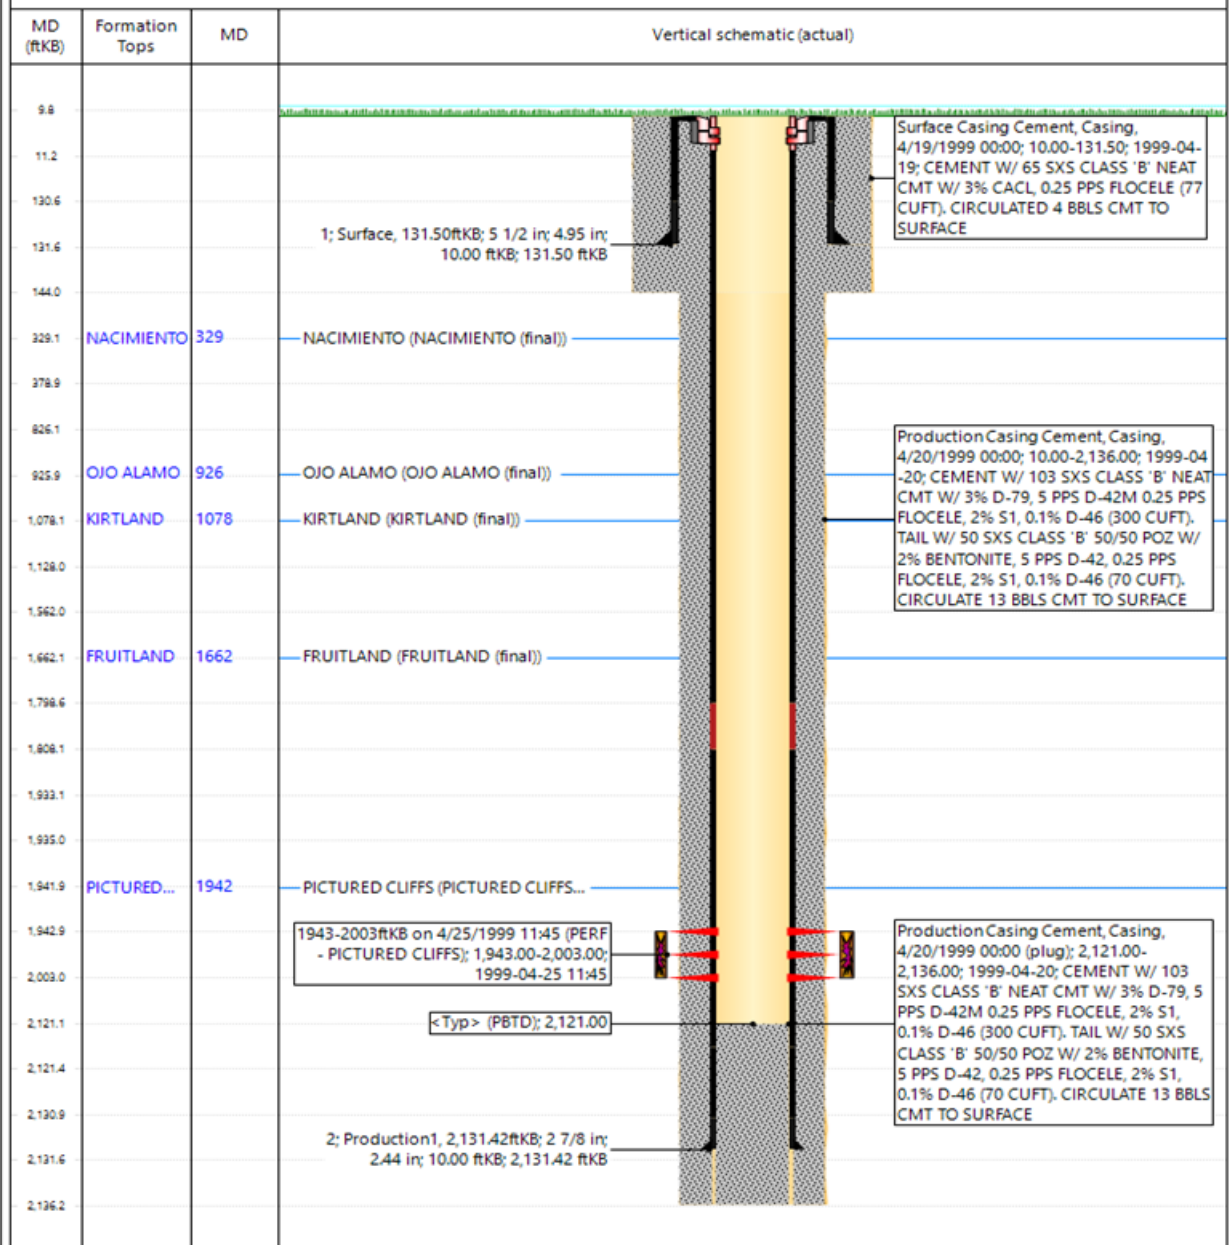 MD
(ftKB)
Formation
Tops
MD
Vertical schematic (actual)
9.8
11.2
130.6
131.6
144.0
329.1
378.9
826.1
925.9
1,078.1
1,128.0
1,562.0
1,662.1
1,798.6
1,808.1
1,933.1
1,935.0
1,941.9
1,942.9
2,003.0
2,121.1
2,121.4
2,130.9
2,131.6
2,136.2
NACIMIENTO 329
OJO ALAMO 926
KIRTLAND 1078
FRUITLAND 1662
PICTURED... 1942
Surface Casing Cement, Casing,
4/19/1999 00:00; 10.00-131.50; 1999-04-
19; CEMENT W/ 65 SXS CLASS 'B' NEAT
CMT W/ 3% CACL, 0.25 PPS FLOCELE (77
CUFT). CIRCULATED 4 BBLS CMT TO
SURFACE
1; Surface, 131.50ftKB; 5 1/2 in; 4.95 in;
10.00 ftKB; 131.50 ftKB
NACIMIENTO (NACIMIENTO (final))
OJO ALAMO (OJO ALAMO (final))
KIRTLAND (KIRTLAND (final))
Production Casing Cement, Casing,
4/20/1999 00:00; 10.00-2,136.00; 1999-04
-20; CEMENT W/ 103 SXS CLASS 'B' NEAT
CMT W/ 3% D-79, 5 PPS D-42M 0.25 PPS
FLOCELE, 2% S1, 0.1% D-46 (300 CUFT).
TAIL W/ 50 SXS CLASS 'B' 50/50 POZ W/
2% BENTONITE, 5 PPS D-42, 0.25 PPS
FLOCELE, 2% S1, 0.1% D-46 (70 CUFT).
CIRCULATE 13 BBLS CMT TO SURFACE
FRUITLAND (FRUITLAND (final))
PICTURED CLIFFS (PICTURED CLIFFS...
1943-2003ftKB on 4/25/1999 11:45 (PERF
- PICTURED CLIFFS); 1,943.00-2,003.00;
1999-04-25 11:45
<Typ> (PBTD); 2,121.00
Production Casing Cement, Casing,
4/20/1999 00:00 (plug); 2,121.00-
2,136.00; 1999-04-20; CEMENT W/ 103
SXS CLASS 'B' NEAT CMT W/ 3% D-79, 5
PPS D-42M 0.25 PPS FLOCELE, 2% S1,
0.1% D-46 (300 CUFT). TAIL W/ 50 SXS
CLASS 'B' 50/50 POZ W/ 2% BENTONITE,
5 PPS D-42, 0.25 PPS FLOCELE, 2% S1,
0.1% D-46 (70 CUFT). CIRCULATE 13 BBLS
CMT TO SURFACE
2; Production1, 2,131.42ftKB; 2 7/8 in;
2.44 in; 10.00 ftKB; 2,131.42 ftKB